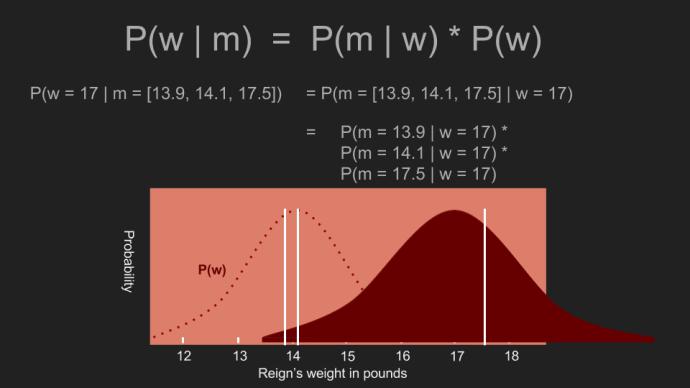 P(w | m) = P(m | w) * P(w)
P(w = 17 | m = [13.9, 14.1, 17.5]) = P(m = [13.9, 14.1, 17.5] | w = 17)
= P(m = 13.9 | w = 17) *
P(m = 14.1 | w = 17) *
P(m = 17.5 | w = 17)
Probability
P(w)
12 13 14 15 16 17 18
Reign's weight in pounds